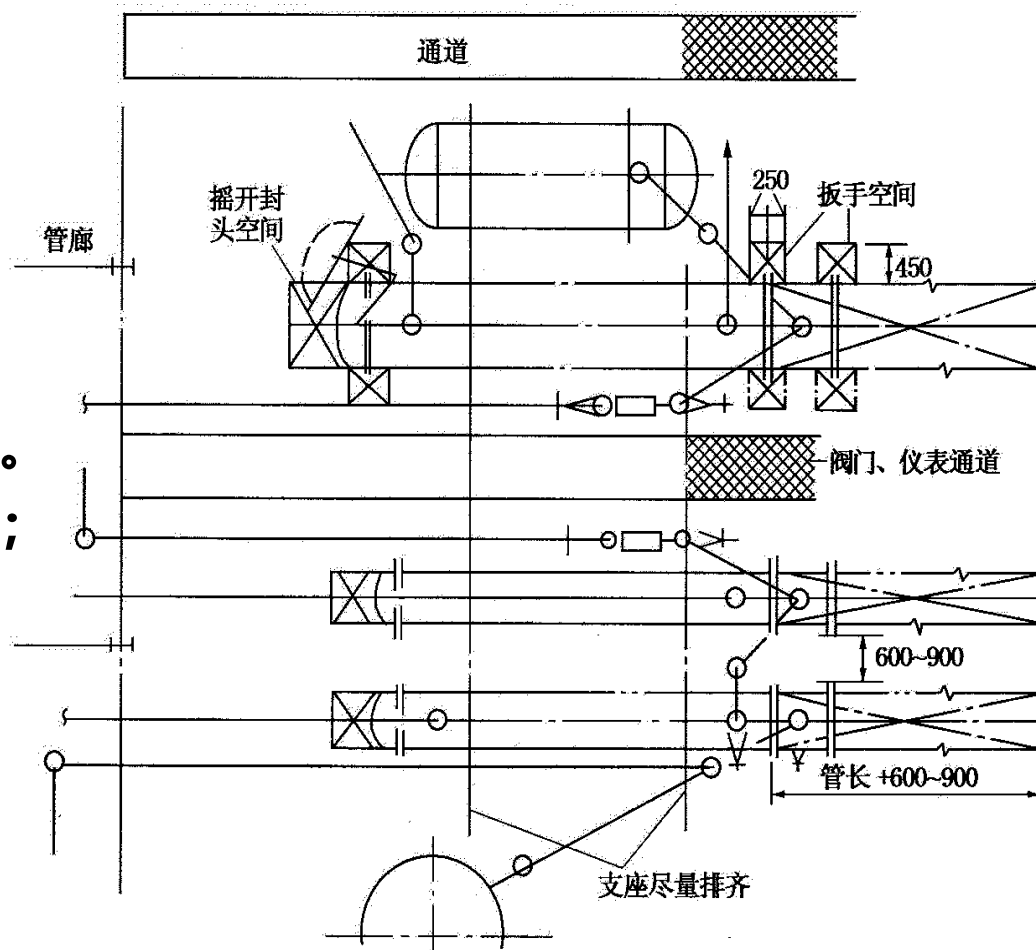 通道
250
扳手空间
摇开封
头空间
管廊
450
。
阀门、仪表通道
;
600~900
管长 +600~900
支座尽量排齐